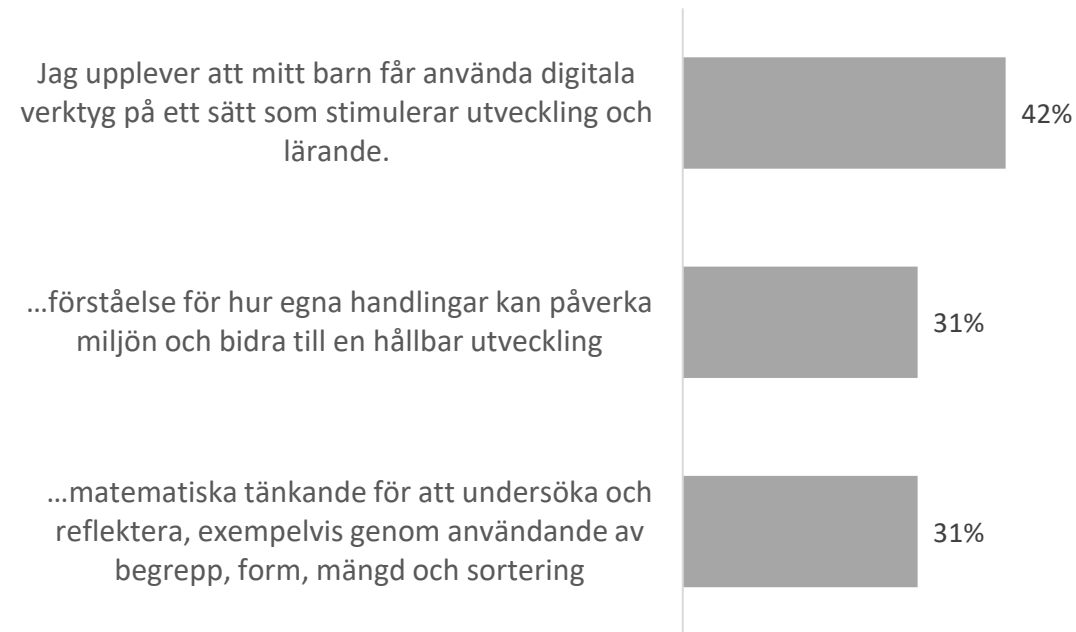 Jag upplever att mitt barn får använda digitala
verktyg på ett sätt som stimulerar utveckling och
lärande.
42%
…förståelse för hur egna handlingar kan påverka
miljön och bidra till en hållbar utveckling
31%
…matematiska tänkande för att undersöka och
reflektera, exempelvis genom användande av
begrepp, form, mängd och sortering
31%